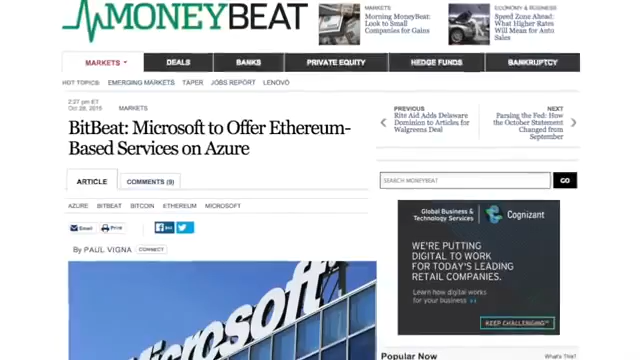 MONEYBEAT
MARKETS
Morning MoneyBeat:
Look to Small
Companies for Gains
ECONOMY & BUSINESS
Speed Zone Ahead:
What Higher Rates
Will Mean for Auto
Sales
MARKETS
DEALS
BANKS
PRIVATE EQUITY
HEDGE FUNDS
BANKRUPTCY
HOT TOPICS: EMERGING MARKETS TAPER JOBS REPORT LENOVO
2:27 pm ET
Oct 28, 2015
MARKETS
BitBeat: Microsoft to Offer Ethereum-
Based Services on Azure
PREVIOUS
Rite Aid Adds Delaware
Dominion to Articles for
Walgreens Deal
NEXT
Parsing the Fed: How
the October Statement
Changed from
September
ARTICLE
COMMENTS (9)
SEARCH MONEYBEAT
GO
AZURE BITBEAT BITCOIN ETHEREUM MICROSOFT
Email
Print
By PAUL VIGNA
CONNECT
Microsoft
Global Business &
Technology Services
Cognizant
WE'RE PUTTING
DIGITAL TO WORK
FOR TODAY'S LEADING
RETAIL COMPANIES.
Learn how digital works
for your business
KEEP CHALLENGING™
Popular Now
What's This?